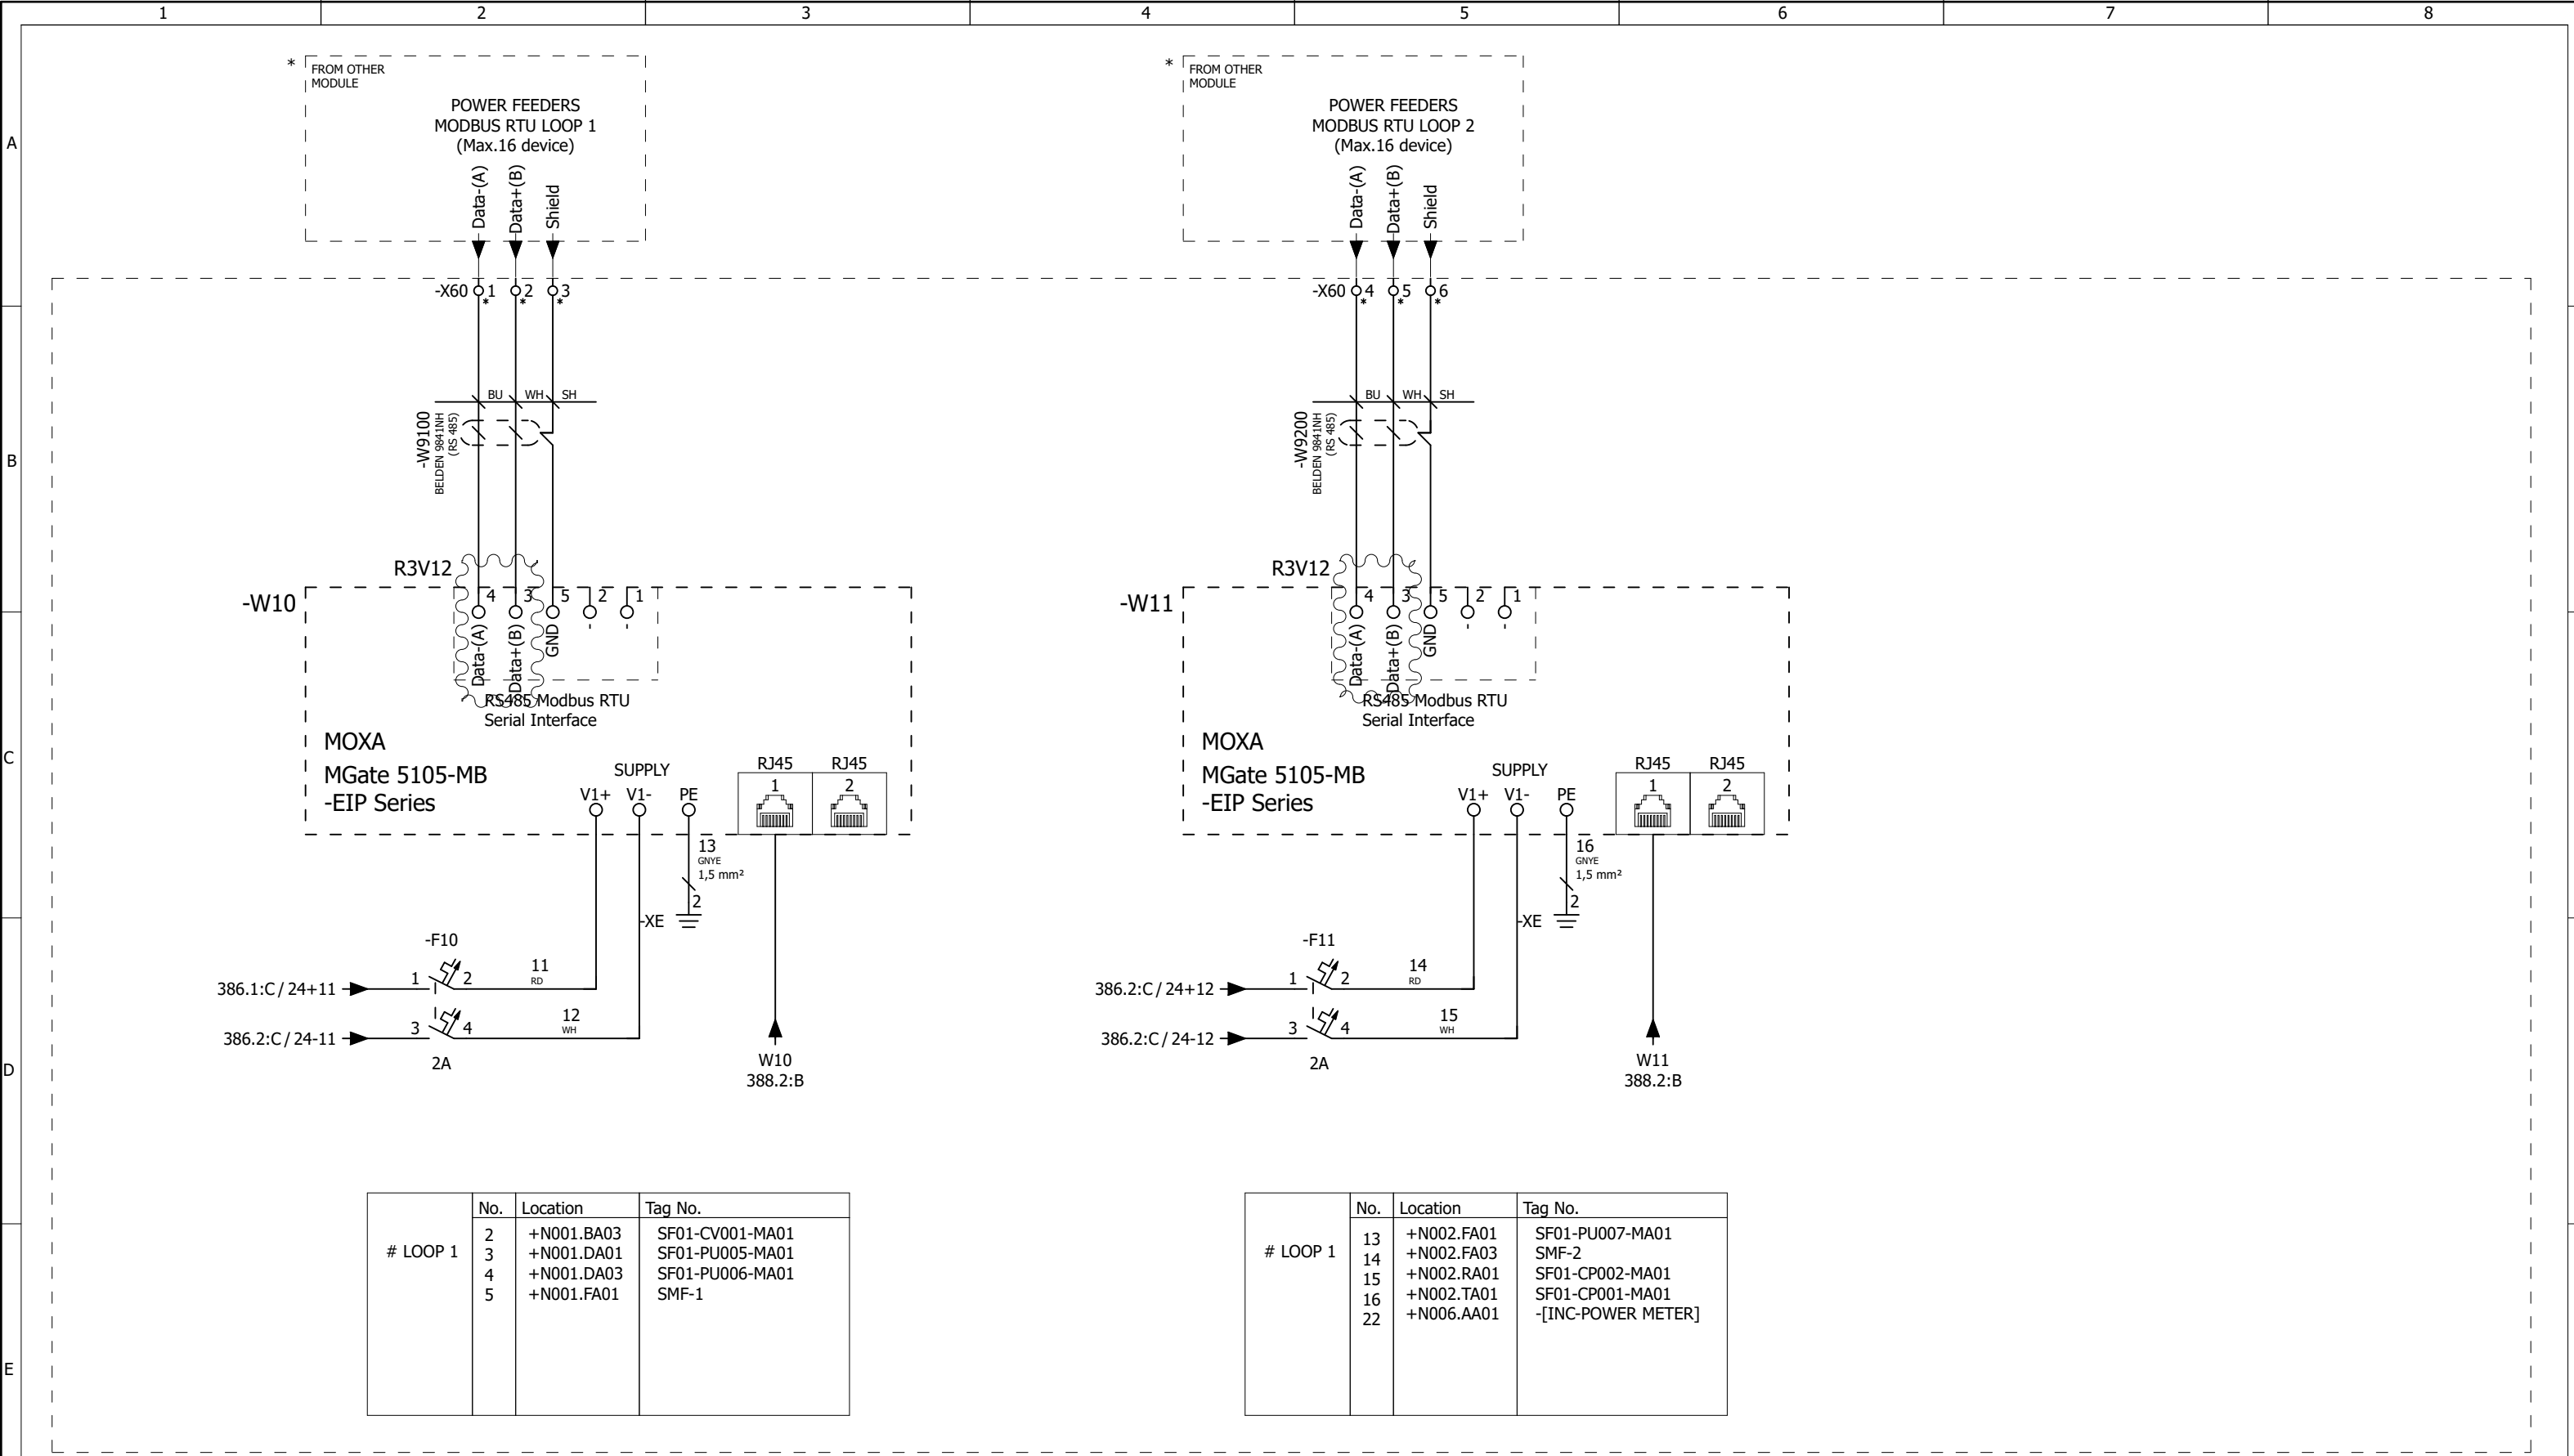 1 2 3 4 5 6 7 8
A
B
C
D
E
* FROM OTHER
MODULE
POWER FEEDERS
MODBUS RTU LOOP 1
(Max.16 device)
Data-(A)
Data+(B)
Shield
-X60 1 2 3
* * *
BU WH SH
-W9100
BELDEN 9841NH
(RS 485)
R3V12
-W10
4 3 5 2 1
Data-(A)
Data+(B)
GND
-
-
RS485 Modbus RTU
Serial Interface
MOXA
MGate 5105-MB
-EIP Series
SUPPLY
V1+ V1- PE
RJ45 RJ45
1 2
13
GNYE
1,5 mm²
2
-XE
-F10
386.1:C / 24+11 1 2 11
RD
386.2:C / 24-11 3 4 12
WH
2A
W10
388.2:B
# LOOP 1
No. Location Tag No.
2 +N001.BA03 SF01-CV001-MA01
3 +N001.DA01 SF01-PU005-MA01
4 +N001.DA03 SF01-PU006-MA01
5 +N001.FA01 SMF-1
* FROM OTHER
MODULE
POWER FEEDERS
MODBUS RTU LOOP 2
(Max.16 device)
Data-(A)
Data+(B)
Shield
-X60 4 5 6
* * *
BU WH SH
-W9200
BELDEN 9841NH
(RS 485)
R3V12
-W11
4 3 5 2 1
Data-(A)
Data+(B)
GND
-
-
RS485 Modbus RTU
Serial Interface
MOXA
MGate 5105-MB
-EIP Series
SUPPLY
V1+ V1- PE
RJ45 RJ45
1 2
16
GNYE
1,5 mm²
2
-XE
-F11
386.2:C / 24+12 1 2 14
RD
386.2:C / 24-12 3 4 15
WH
2A
W11
388.2:B
# LOOP 1
No. Location Tag No.
13 +N002.FA01 SF01-PU007-MA01
14 +N002.FA03 SMF-2
15 +N002.RA01 SF01-CP002-MA01
16 +N002.TA01 SF01-CP001-MA01
22 +N006.AA01 -[INC-POWER METER]